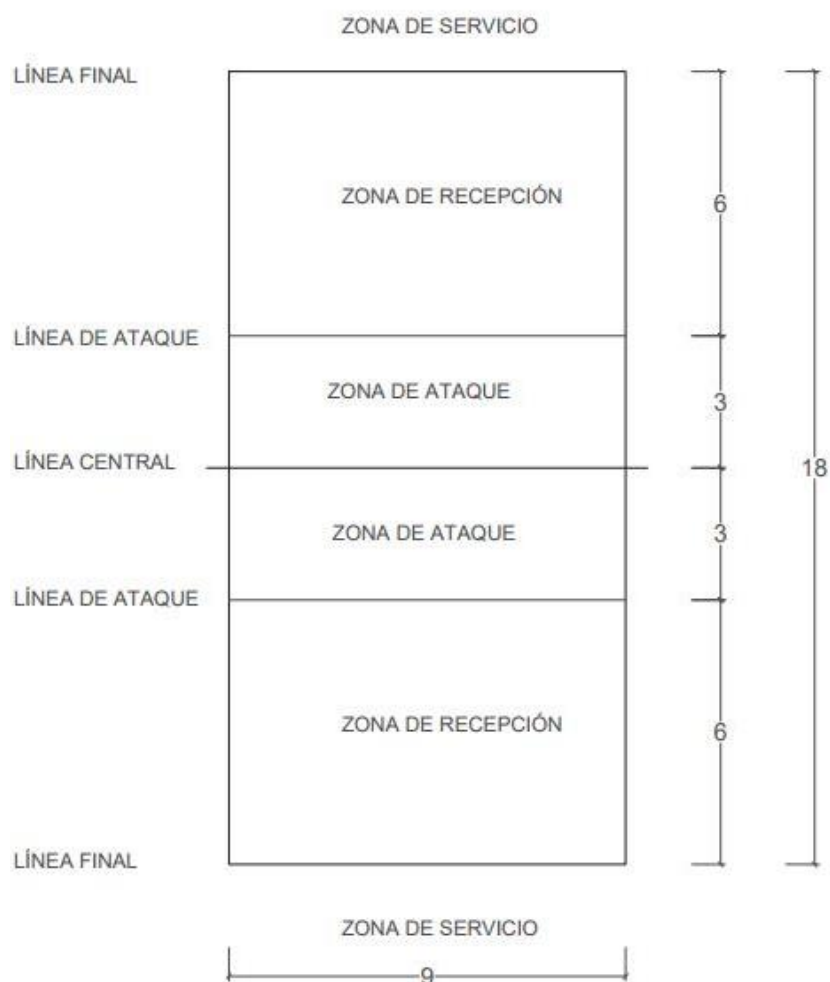 ZONA DE SERVICIO
LÍNEA FINAL
ZONA DE RECEPCIÓN
6
LÍNEA DE ATAQUE
ZONA DE ATAQUE
3
LÍNEA CENTRAL
18
ZONA DE ATAQUE
3
LÍNEA DE ATAQUE
ZONA DE RECEPCIÓN
6
LÍNEA FINAL
ZONA DE SERVICIO
9